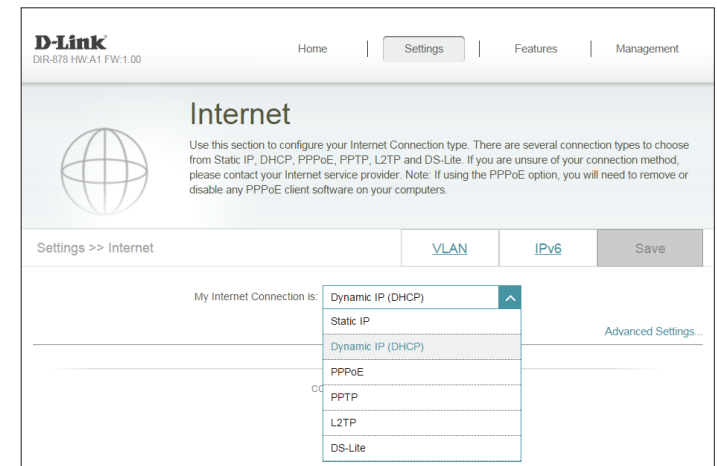 D-Link
DIR-878 HW:A1 FW:1.00
Home
Settings
Features
Management
Internet
Use this section to configure your Internet Connection type. There are several connection types to choose
from Static IP, DHCP, PPPoE, PPTP, L2TP and DS-Lite. If you are unsure of your connection method,
please contact your Internet service provider. Note: If using the PPPoE option, you will need to remove or
disable any PPPoE client software on your computers.
Settings >> Internet
VLAN
IPv6
Save
My Internet Connection is:
Dynamic IP (DHCP)
Static IP
Dynamic IP (DHCP)
PPPoE
PPTP
L2TP
DS-Lite
Advanced Settings...